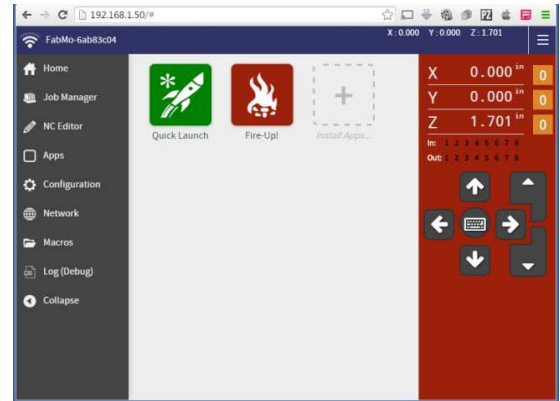 192.168.1.50/#
FabMo-6ab83c04
X:0.000 Y:0.000 Z:1.701
Home
Job Manager
NC Editor
Apps
Configuration
Network
Macros
Log (Debug)
Collapse
Quick Launch
Fire-Up!
Install Apps...
X 0.000 in 0
Y 0.000 in 0
Z 1.701 in 0
In: 1 2 3 4 5 6 7 8
Out: 1 2 3 4 5 6 7 8